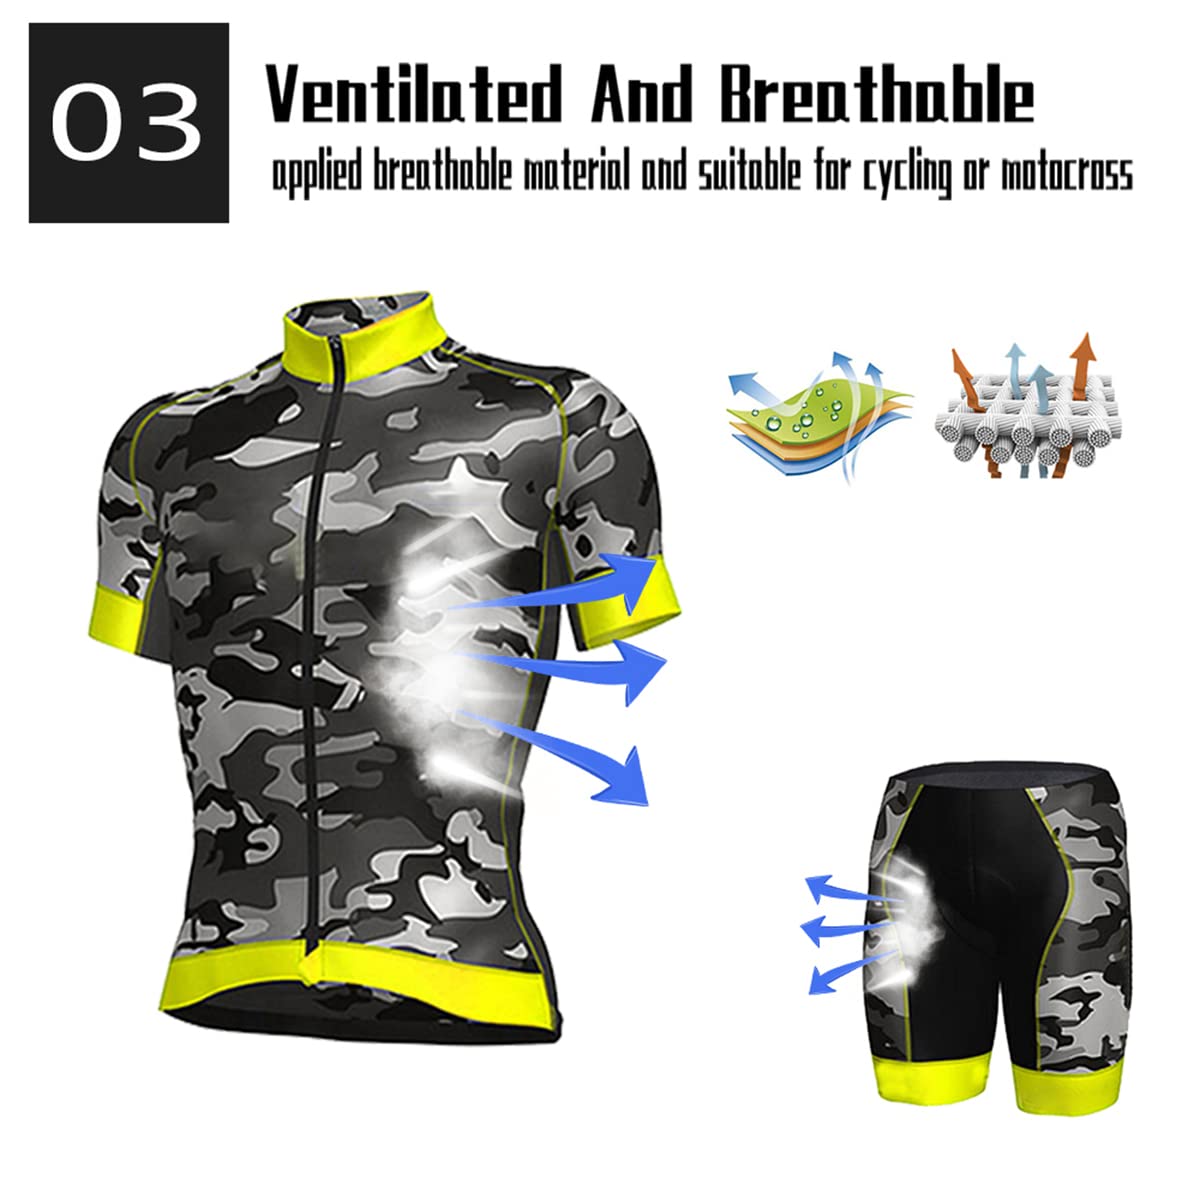 03
Ventilated And Breathable
applied breathable material and suitable for cycling or motocross